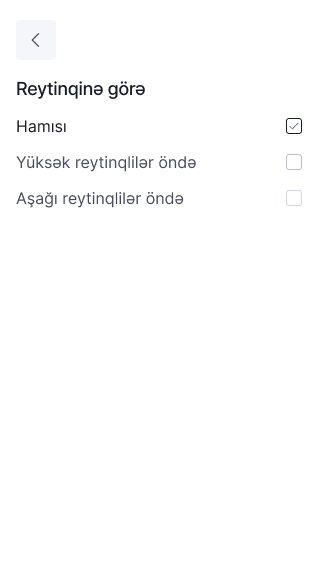 Reytinqinə görə
Hamısı
Yüksək reytinqlilər öndə
Aşağı reytinqlilər öndə